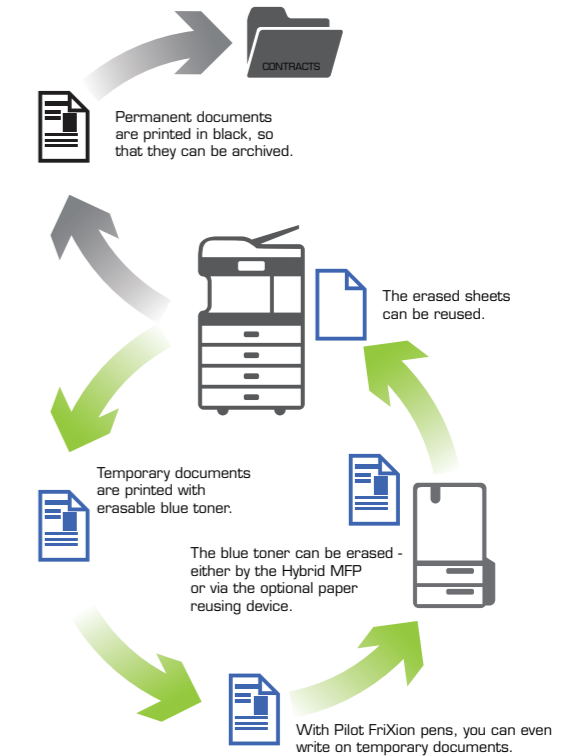 CONTRACTS
Permanent documents
are printed in black, so
that they can be archived.
The erased sheets
can be reused.
Temporary documents
are printed with
erasable blue toner.
The blue toner can be erased -
either by the Hybrid MFP
or via the optional paper
reusing device.
With Pilot FriXion pens, you can even
write on temporary documents.